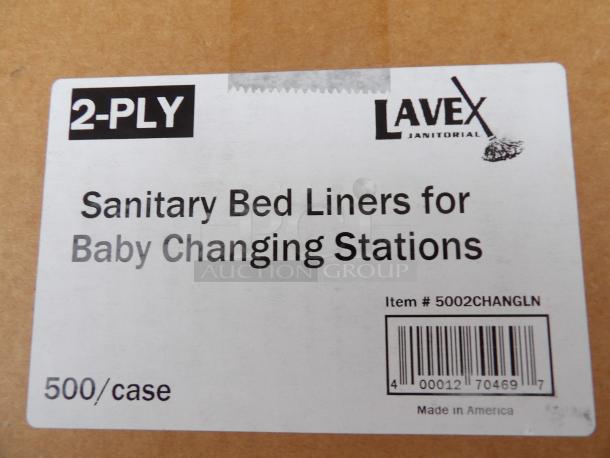 2-PLY
LAVEX
JANITORIAL
Sanitary Bed Liners for
Baby Changing Stations
AUCTION GROUP
Item # 5002CHANGLN
4 00012 70469 7
500/case
Made in America